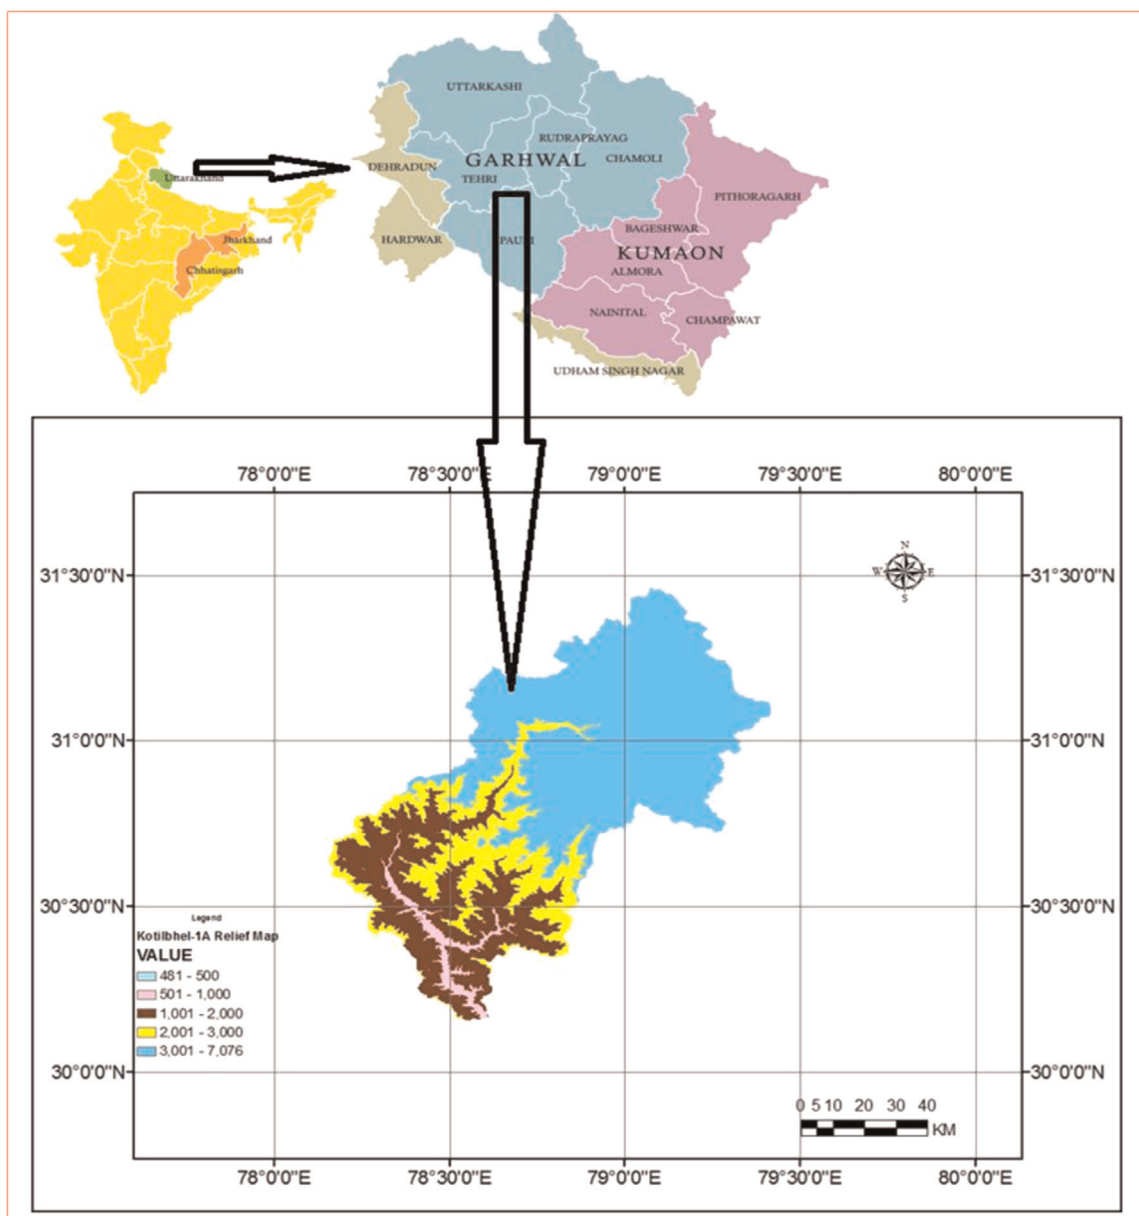 UTTARKASHI
RUDRAPRAYAG
GARHWAL
CHAMOLI
DEHRADUN
TEHRI
Uttarakhand
PITHORAGARH
BAGESHWAR
HARDWAR
PAURI
KUMAON
Jharkhand
Chhatisgarh
ALMORA
NAINITAL
CHAMPAWAT
UDHAM SINGH NAGAR
78°0'0"E 78°30'0"E 79°0'0"E 79°30'0"E 80°0'0"E
N
W E
S
31°30'0"N 31°30'0"N
31°0'0"N 31°0'0"N
30°30'0"N 30°30'0"N
Legend
Kotilbhel-1A Relief Map
VALUE
481 - 500
501 - 1,000
1,001 - 2,000
2,001 - 3,000
3,001 - 7,076
30°0'0"N 30°0'0"N
0 5 10 20 30 40
KM
78°0'0"E 78°30'0"E 79°0'0"E 79°30'0"E 80°0'0"E